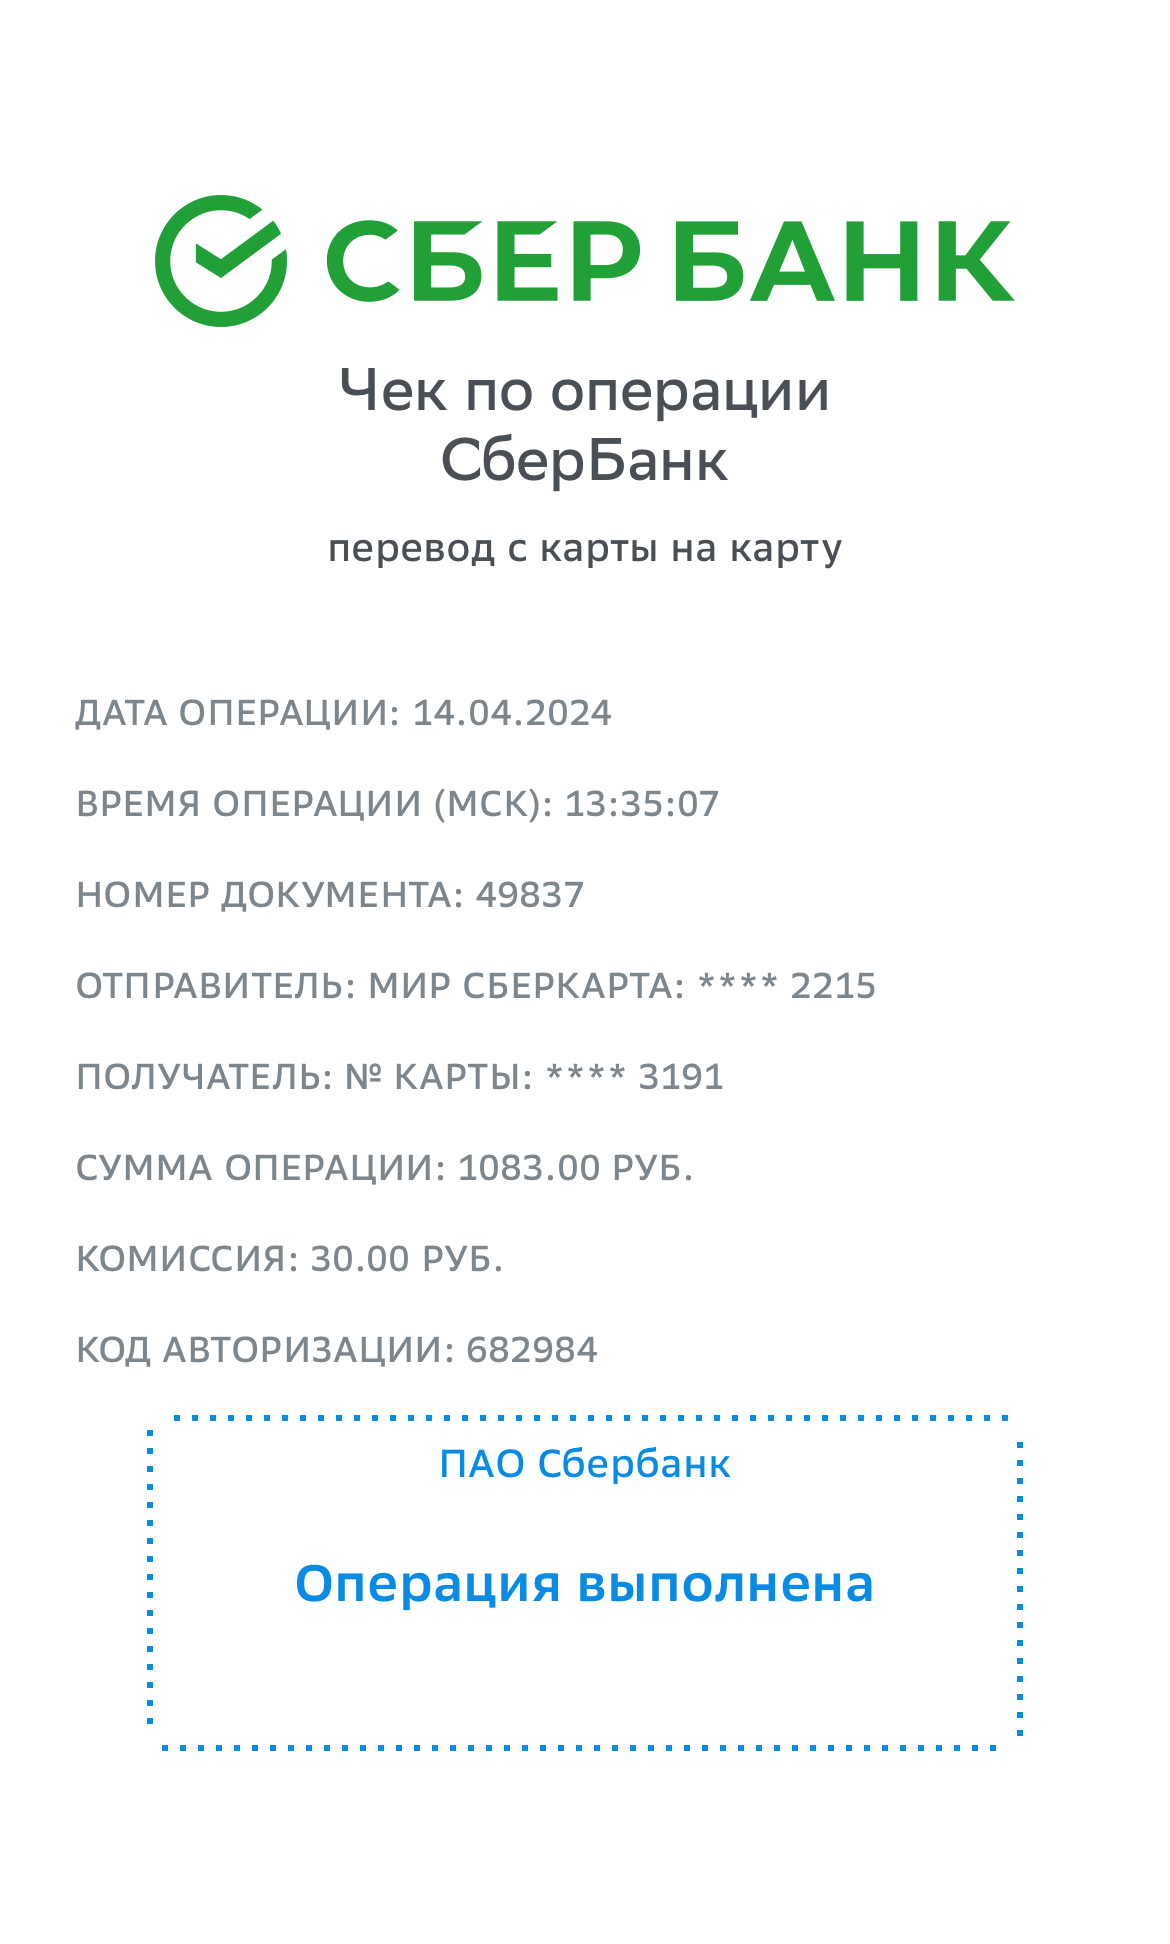 СБЕР БАНК
Чек по операции
СберБанк
перевод с карты на карту
ДАТА ОПЕРАЦИИ: 14.04.2024
ВРЕМЯ ОПЕРАЦИИ (МСК): 13:35:07
НОМЕР ДОКУМЕНТА: 49837
ОТПРАВИТЕЛЬ: МИР СБЕРКАРТА: **** 2215
ПОЛУЧАТЕЛЬ: № КАРТЫ: **** 3191
СУММА ОПЕРАЦИИ: 1083.00 РУБ.
КОМИССИЯ: 30.00 РУБ.
КОД АВТОРИЗАЦИИ: 682984
ПАО Сбербанк
Операция выполнена